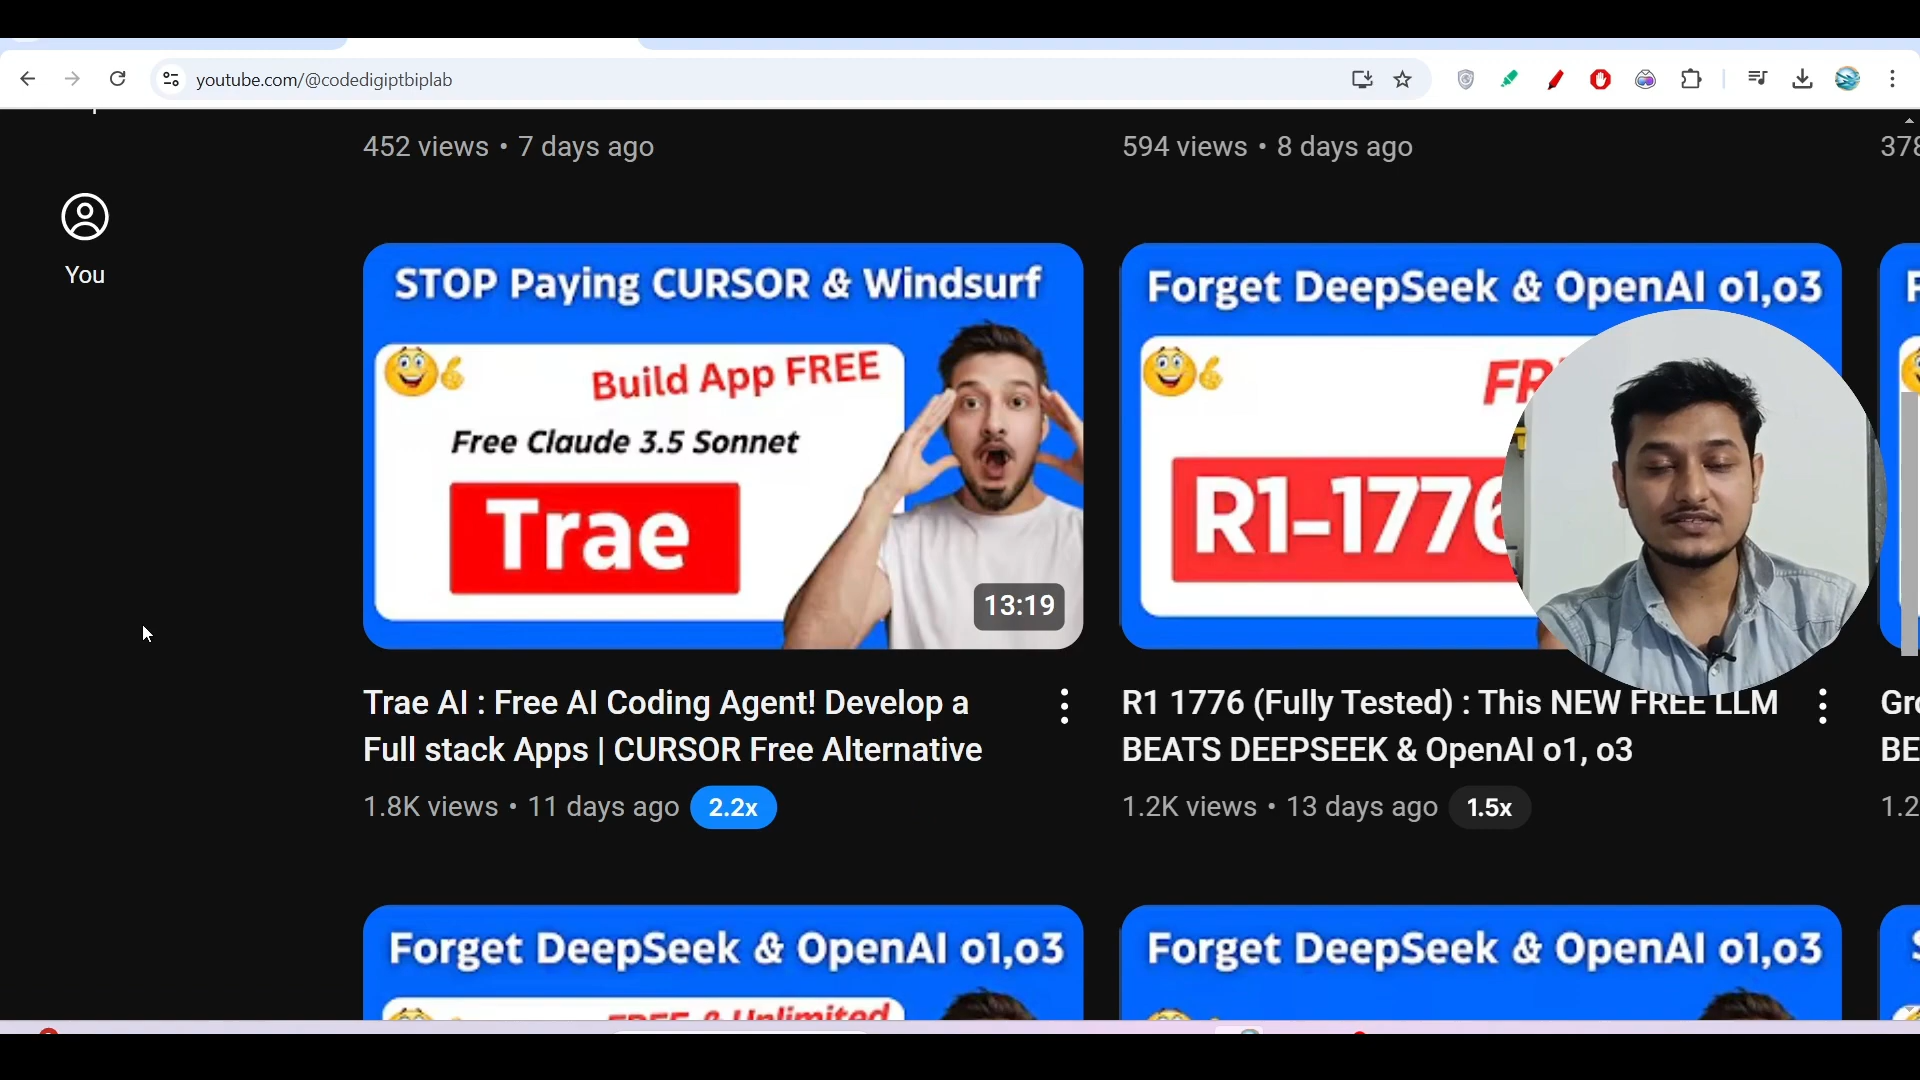 youtube.com/@codedigiptbiplab
452 views • 7 days ago
594 views • 8 days ago
378
You
STOP Paying CURSOR & Windsurf
Build App FREE
Free Claude 3.5 Sonnet
Trae
13:19
Forget DeepSeek & OpenAI o1,o3
R1-1776
Trae AI : Free AI Coding Agent! Develop a
Full stack Apps | CURSOR Free Alternative
1.8K views • 11 days ago 2.2x
R1 1776 (Fully Tested) : This NEW FREE LLM
BEATS DEEPSEEK & OpenAI o1, o3
1.2K views • 13 days ago 1.5x
Forget DeepSeek & OpenAI o1,o3
FREE & Unlimited
Forget DeepSeek & OpenAI o1,o3